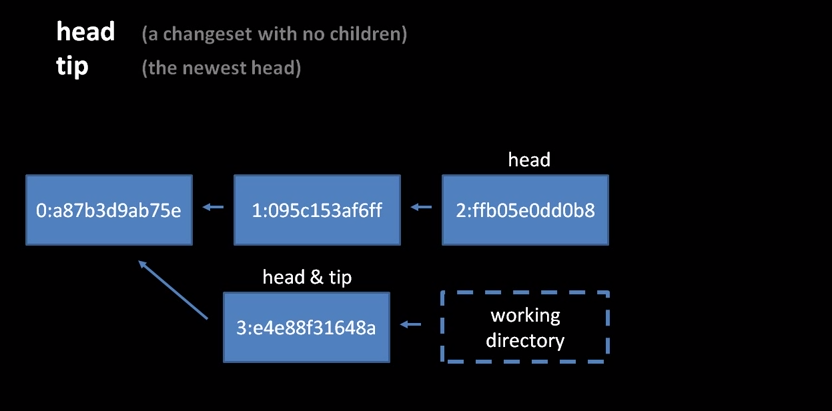 head (a changeset with no children)
tip (the newest head)
head
0:a87b3d9ab75e
1:095c153af6ff
2:ffb05e0dd0b8
head & tip
3:e4e88f31648a
working
directory